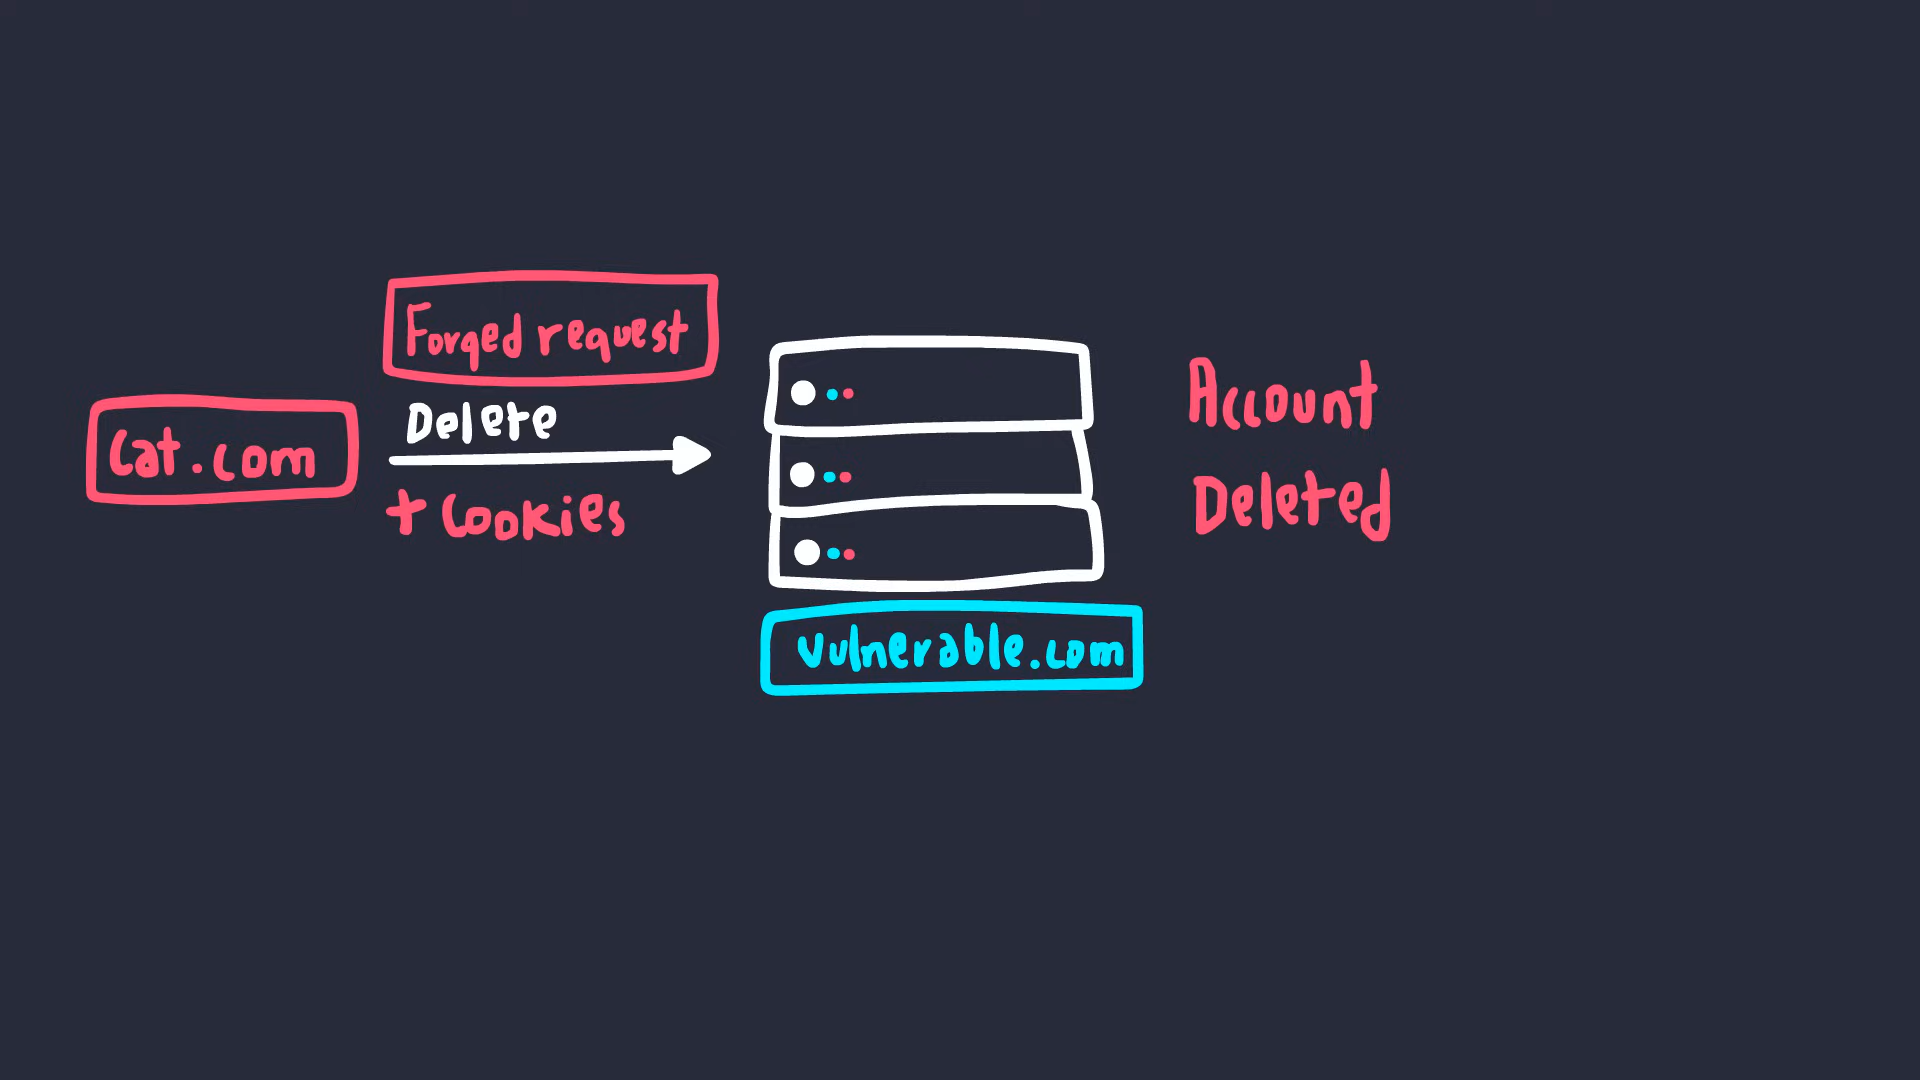 Forged request
Cat.com
Delete
+ Cookies
Account
Deleted
Vulnerable.com